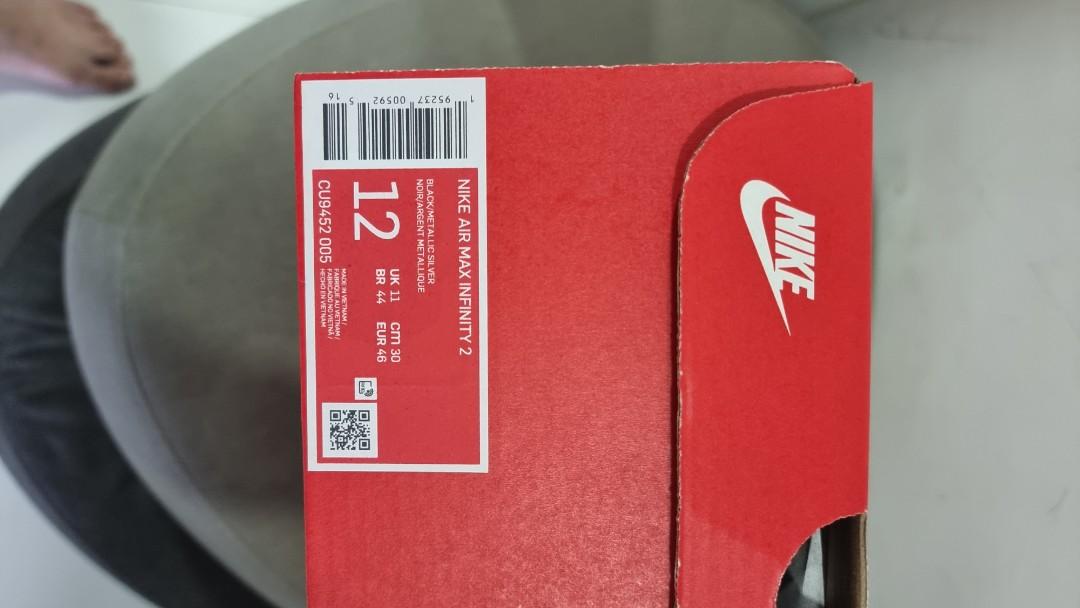 NIKE AIR MAX INFINITY 2
BLACK/METALLIC SILVER
NOIR/ARGENT METALLIQUE
12
UK 11 cm 30
BR 44 EUR 46
MADE IN VIETNAM /
FABRIQUE AU VIETNAM /
FABRICADO NO VIETNÃ /
HECHO EN VIETNAM
CU9452 005
1 95237 00592 5 16
NIKE